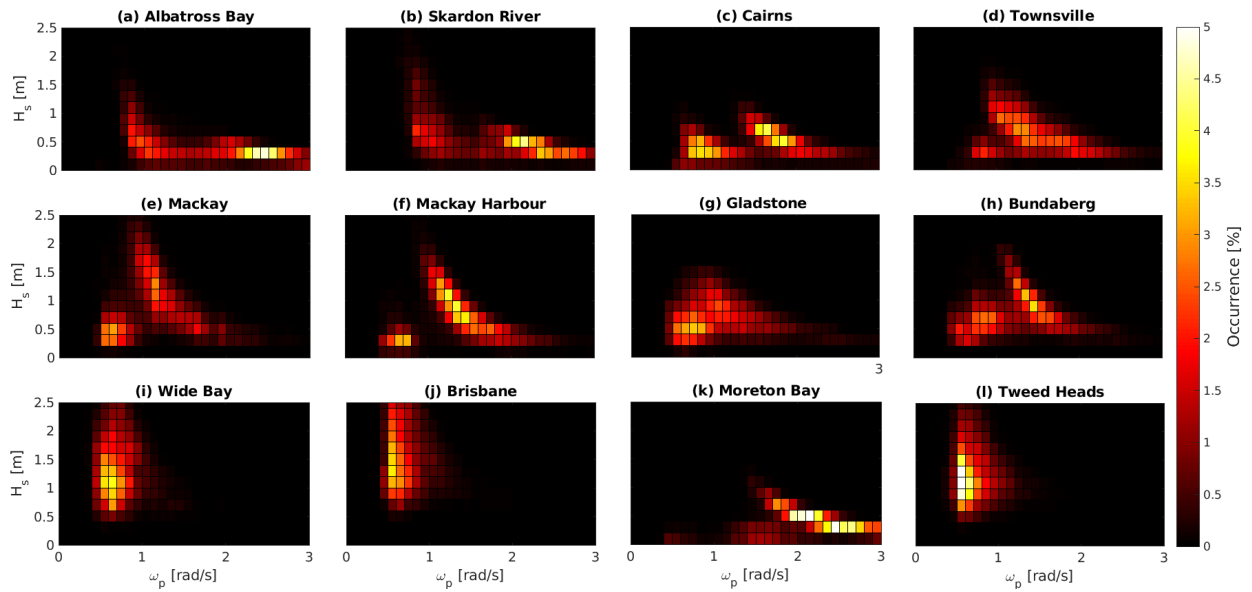 (a) Albatross Bay (b) Skardon River (c) Cairns (d) Townsville
2.5 5
2 4.5
1.5 4
1 3.5
0.5 3
0 2.5
H_s [m]
(e) Mackay (f) Mackay Harbour (g) Gladstone (h) Bundaberg
2.5
2
1.5
1
0.5
0
H_s [m]
3
Occurrence [%]
(i) Wide Bay (j) Brisbane (k) Moreton Bay (l) Tweed Heads
2.5 2
2 1.5
1.5 1
1 0.5
0.5 0
0
H_s [m]
0 1 2 3 0 1 2 3 0 1 2 3 0 1 2 3
ω_p [rad/s] ω_p [rad/s] ω_p [rad/s] ω_p [rad/s]